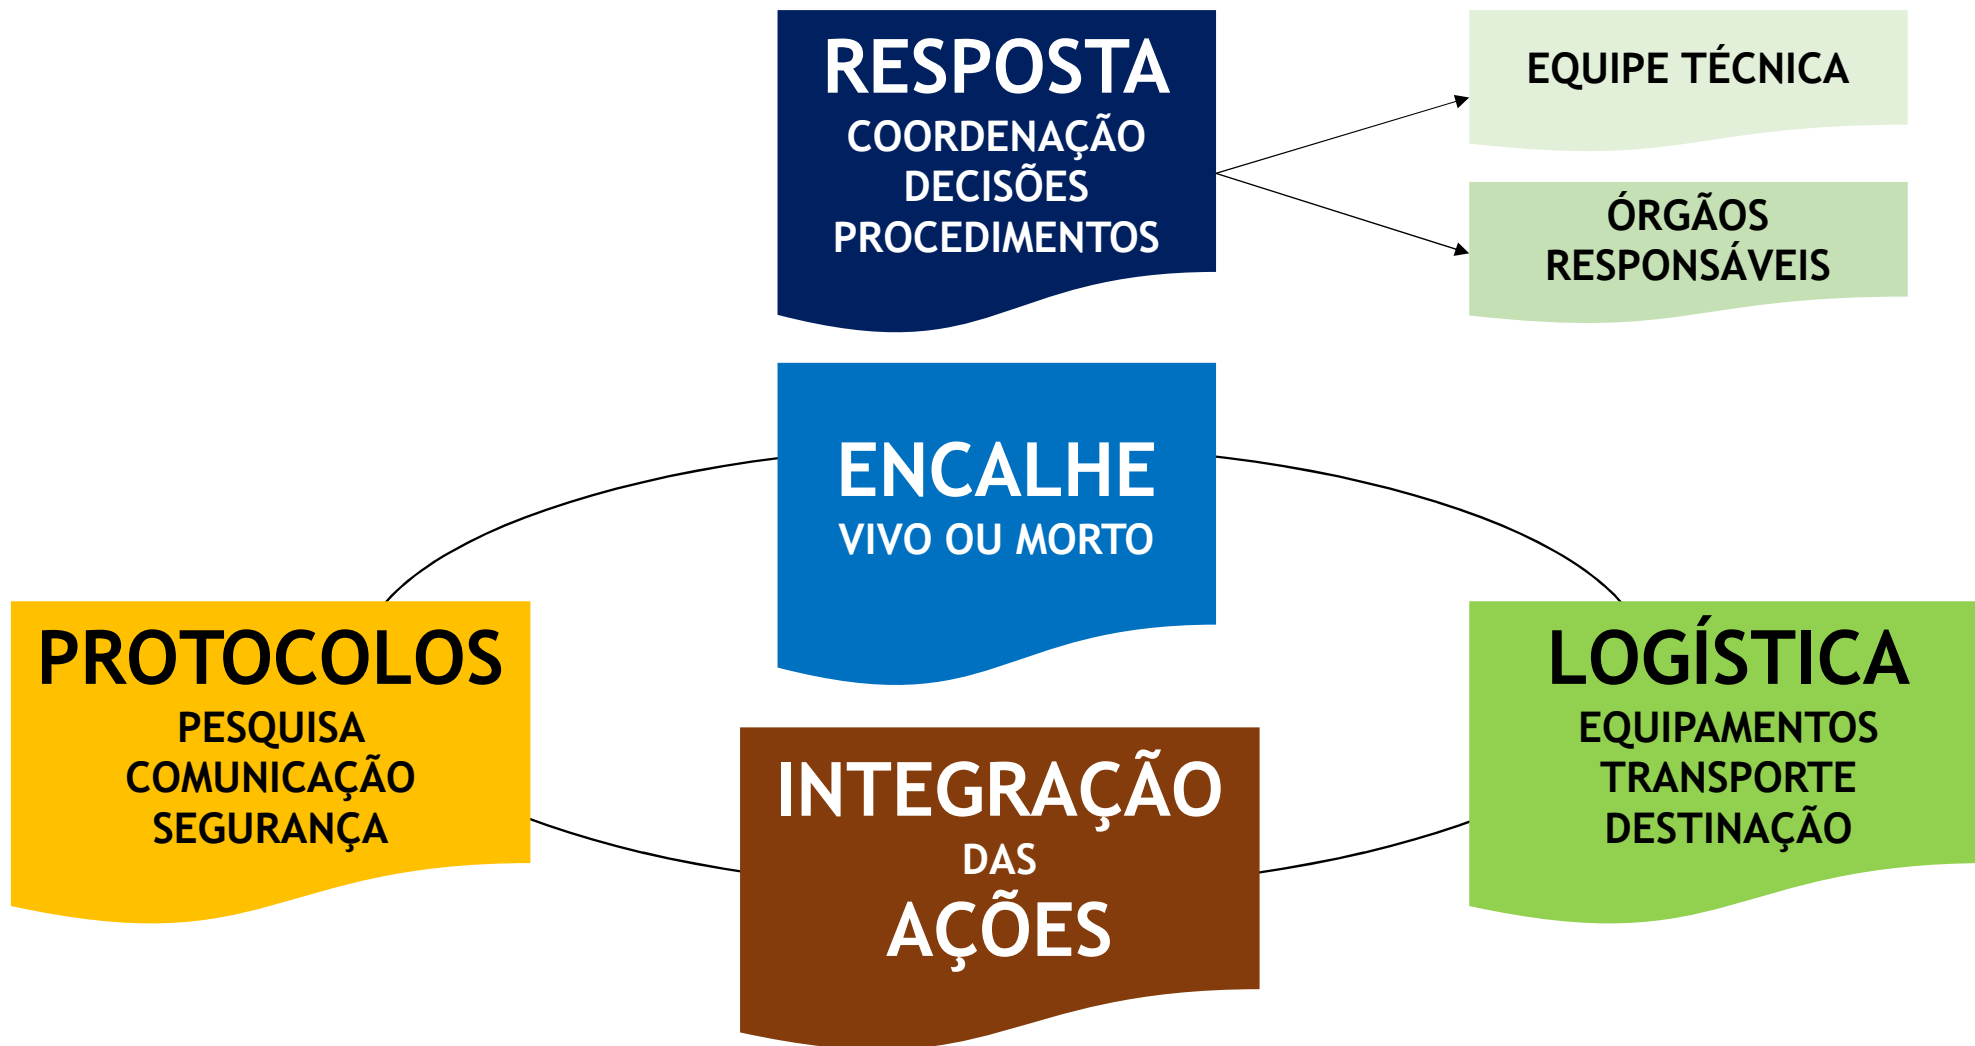 RESPOSTA
COORDENAÇÃO
DECISÕES
PROCEDIMENTOS
EQUIPE TÉCNICA
ÓRGÃOS
RESPONSÁVEIS
ENCALHE
VIVO OU MORTO
PROTOCOLOS
PESQUISA
COMUNICAÇÃO
SEGURANÇA
INTEGRAÇÃO
DAS
AÇÕES
LOGÍSTICA
EQUIPAMENTOS
TRANSPORTE
DESTINAÇÃO